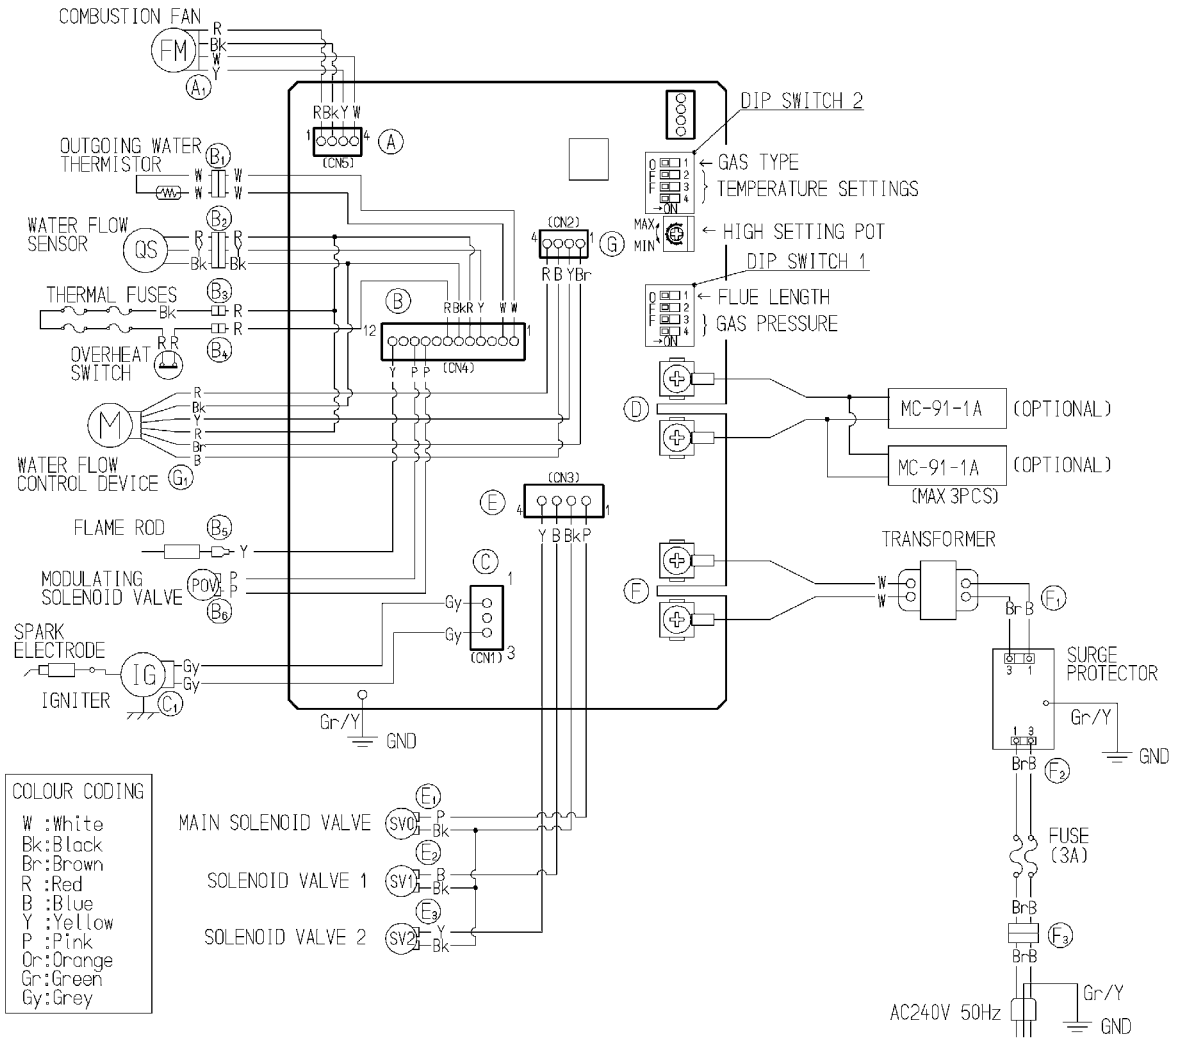 COMBUSTION FAN
FM
R
Bk
W
Y
A1
R Bk Y W
1 4
(CN5)
A
OUTGOING WATER
THERMISTOR
B1
W W
W W
WATER FLOW
SENSOR
QS
B2
R R
Y Y
Bk Bk
THERMAL FUSES
B3
Bk R
R
B4
R R
OVERHEAT
SWITCH
M
R
Bk
Y
R
Br
B
WATER FLOW
CONTROL DEVICE
G1
FLAME ROD
B5
Y
MODULATING
SOLENOID VALVE
POV
P
P
B6
SPARK
ELECTRODE
IGNITER
IG
Gy
Gy
C1
DIP SWITCH 2
OFF
1
2
3
4
→ON
← GAS TYPE
TEMPERATURE SETTINGS
MAX
MIN
← HIGH SETTING POT
DIP SWITCH 1
OFF
1
2
3
4
→ON
← FLUE LENGTH
GAS PRESSURE
(CN2)
4 1
G
R B Y Br
B
R Bk R Y W W
12 1
(CN4)
Y P P
D
MC-91-1A (OPTIONAL)
MC-91-1A (OPTIONAL)
(MAX 3PCS)
(CN3)
E
4 1
Y B Bk P
C
1
Gy
Gy
(CN1) 3
F
TRANSFORMER
W
W
F1
Br B
3 1
SURGE
PROTECTOR
Gr/Y
GND
1 3
Br B
F2
FUSE
(3A)
Br B
F3
Br B
Gr/Y
AC240V 50Hz
GND
Gr/Y
GND
MAIN SOLENOID VALVE
SV0
E1
P
Bk
SOLENOID VALVE 1
SV1
E2
B
Bk
SOLENOID VALVE 2
SV2
E3
Y
Bk
COLOUR CODING
W :White
Bk:Black
Br:Brown
R :Red
B :Blue
Y :Yellow
P :Pink
Or:Orange
Gr:Green
Gy:Grey